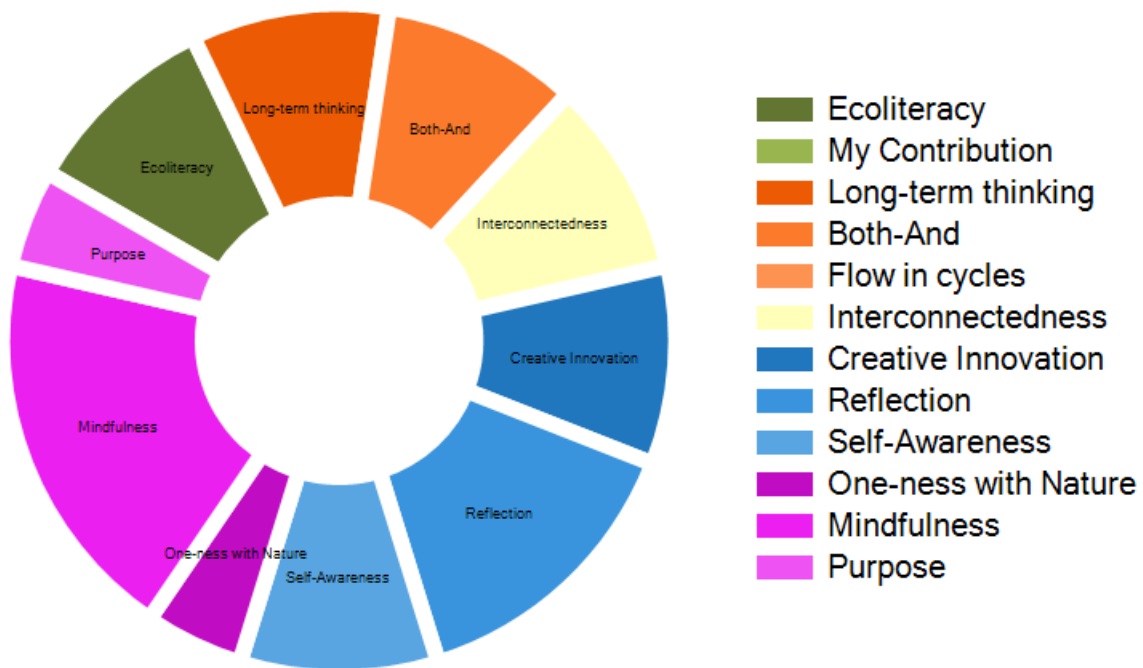 Long-term thinking
Both-And
Ecoliteracy
Interconnectedness
Purpose
Creative Innovation
Mindfulness
Reflection
One-ness with Nature
Self-Awareness
Ecoliteracy
My Contribution
Long-term thinking
Both-And
Flow in cycles
Interconnectedness
Creative Innovation
Reflection
Self-Awareness
One-ness with Nature
Mindfulness
Purpose